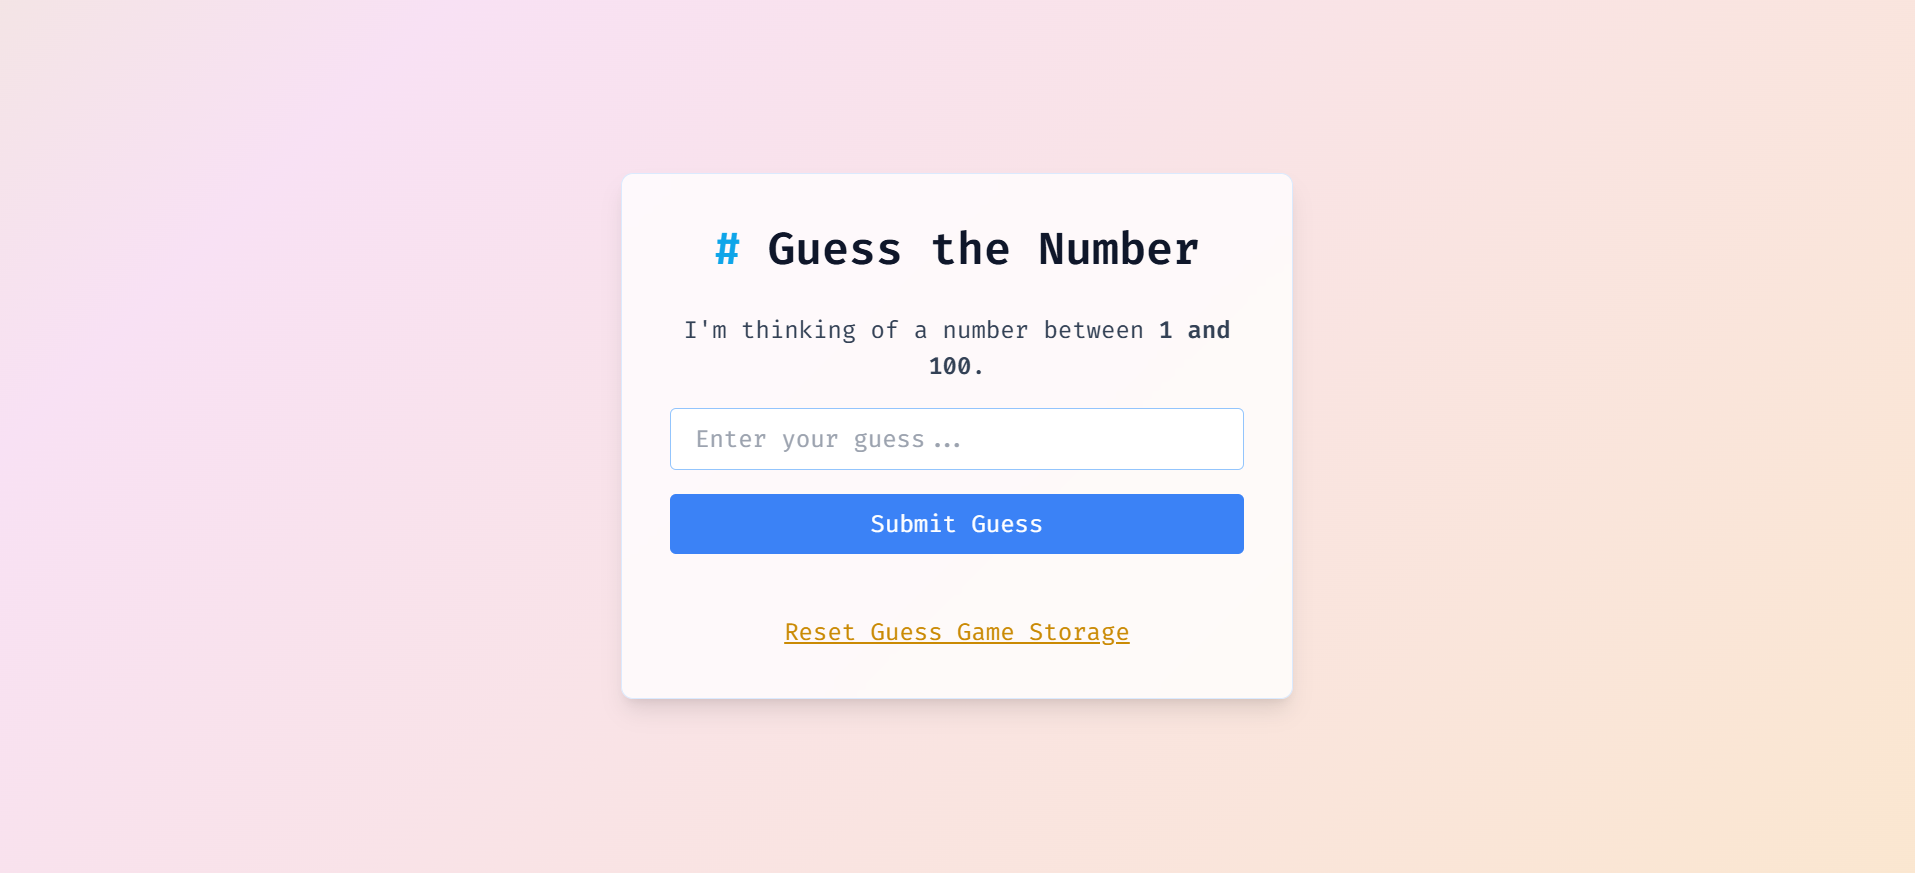 # Guess the Number
I'm thinking of a number between 1 and
100.
Enter your guess...
Submit Guess
Reset Guess Game Storage